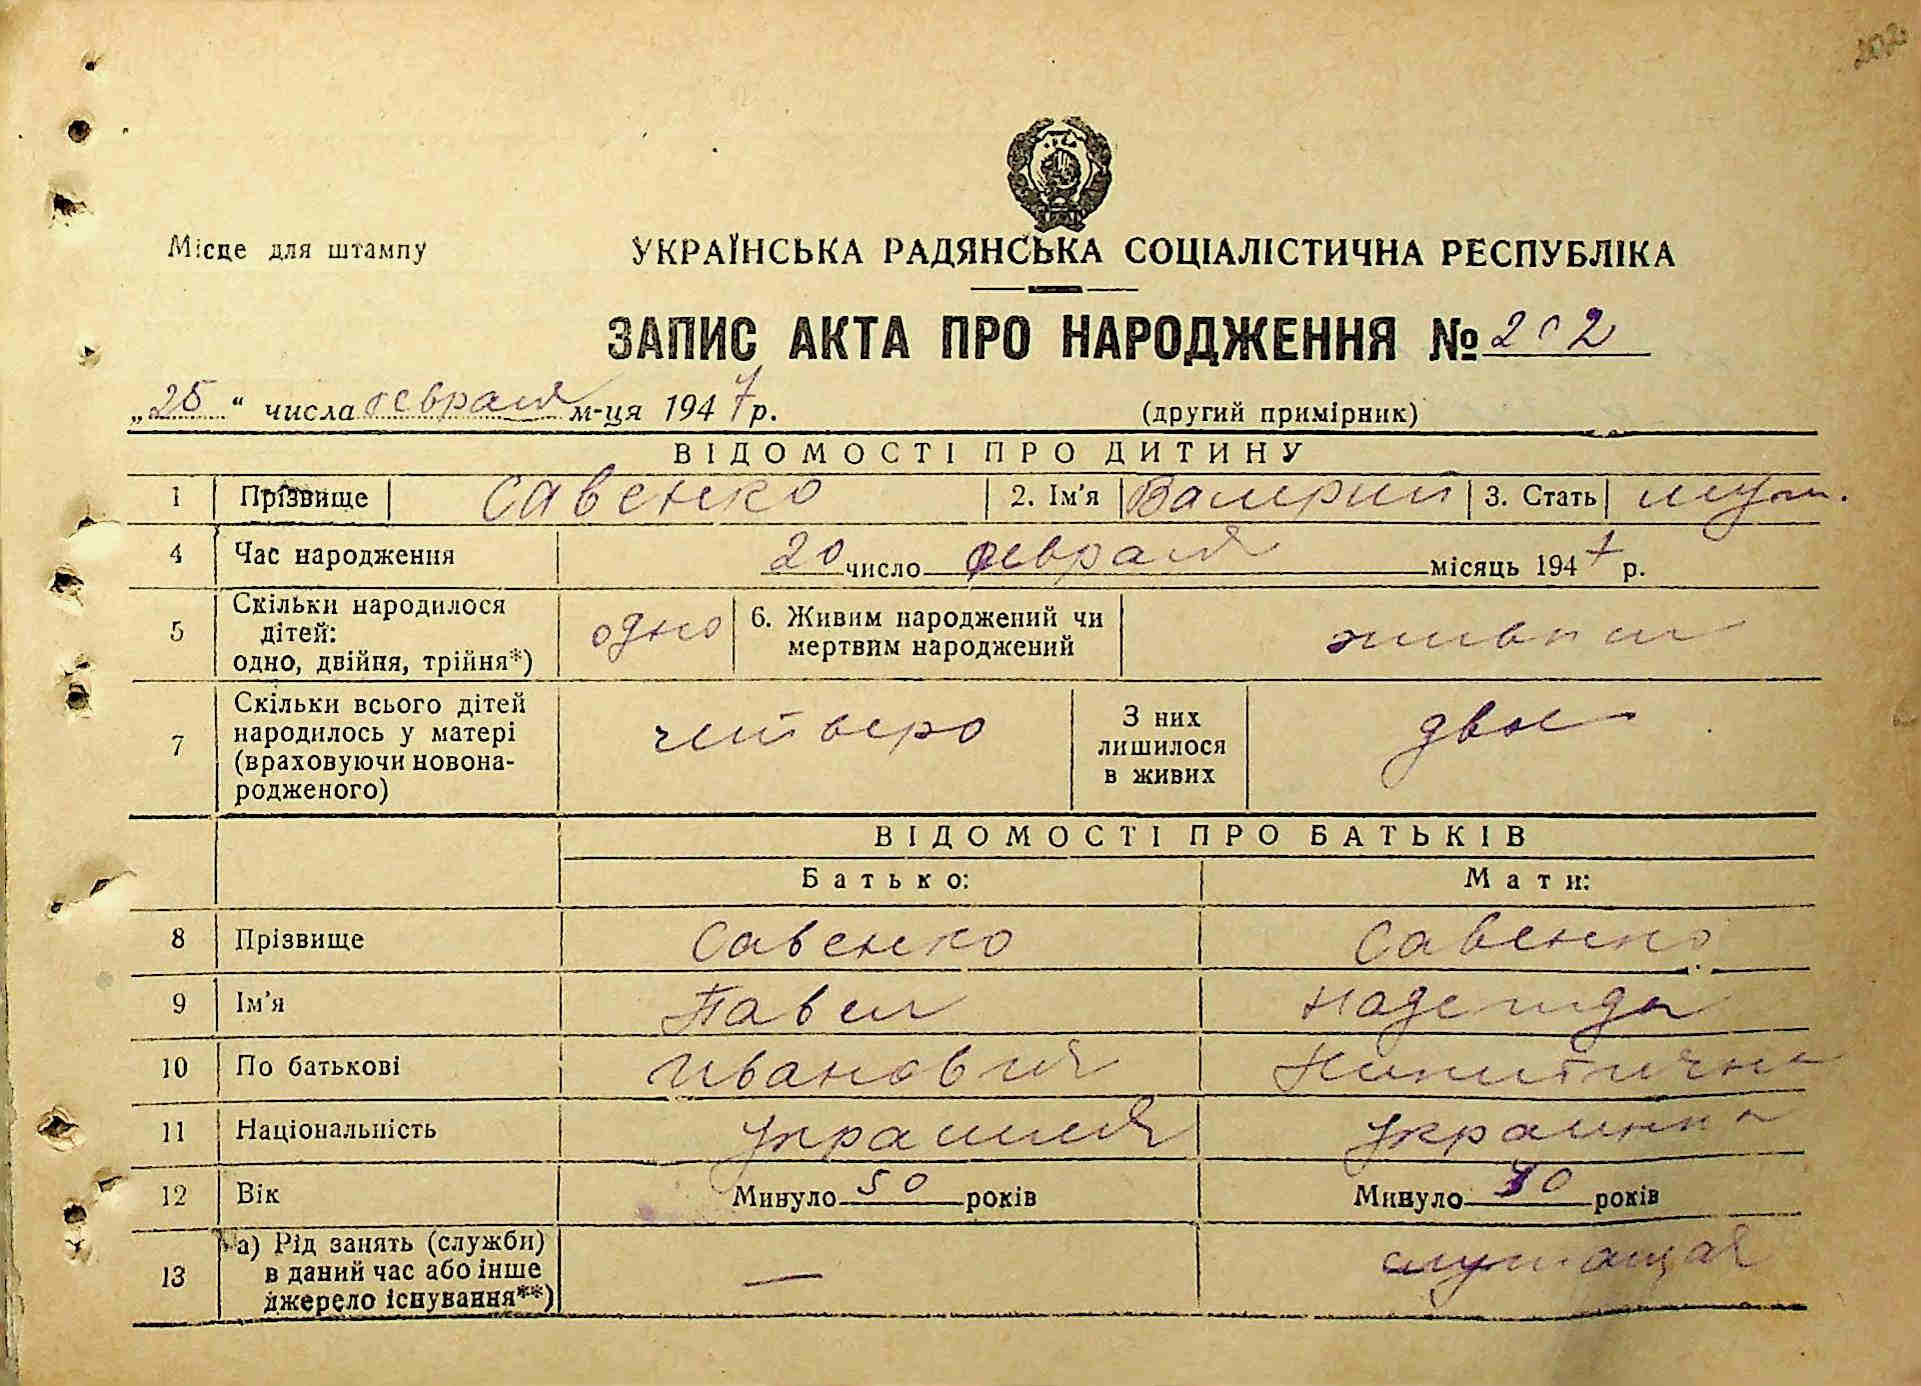 202
Місце для штампу
УКРАЇНСЬКА РАДЯНСЬКА СОЦІАЛІСТИЧНА РЕСПУБЛІКА
ЗАПИС АКТА ПРО НАРОДЖЕННЯ № 202
„25“ числа февраля м-ця 1947 р. (другий примірник)
ВІДОМОСТІ ПРО ДИТИНУ
1 Прізвище Савенко 2. Ім'я Валерий 3. Стать муж.
4 Час народження 20 число февраля місяць 1947 р.
5 Скільки народилося дітей: одно, двійня, трійня*) одно 6. Живим народжений чи мертвим народжений живым
7 Скільки всього дітей народилось у матері (враховуючи новона-родженого) четверо З них лишилося в живих двое
ВІДОМОСТІ ПРО БАТЬКІВ
Батько: Мати:
8 Прізвище Савенко Савенко
9 Ім'я Павел Надежда
10 По батькові Иванович Никитична
11 Національність украинец украинка
12 Вік Минуло 50 років Минуло 40 років
13 а) Рід занять (служби) в даний час або інше джерело існування**) — служащая